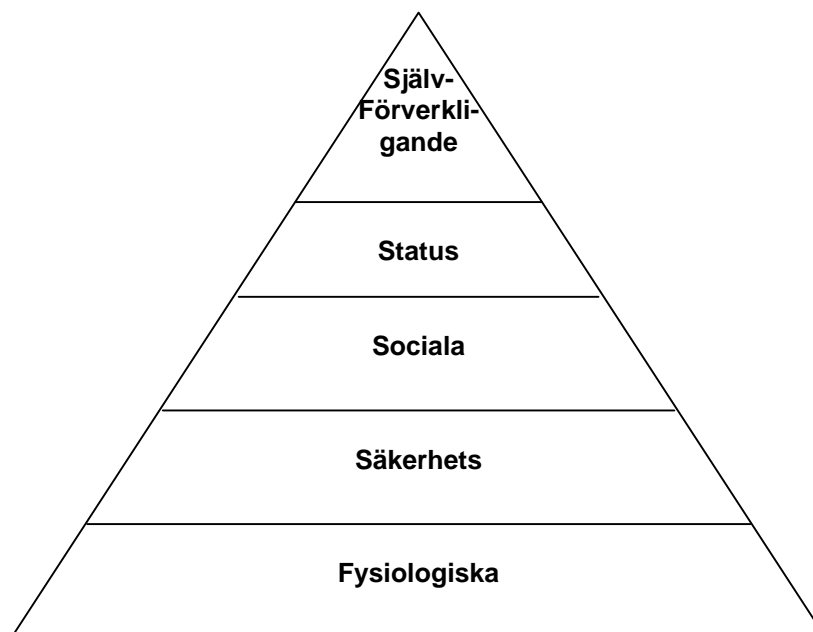 Själv-
Förverkli-
gande
Status
Sociala
Säkerhets
Fysiologiska